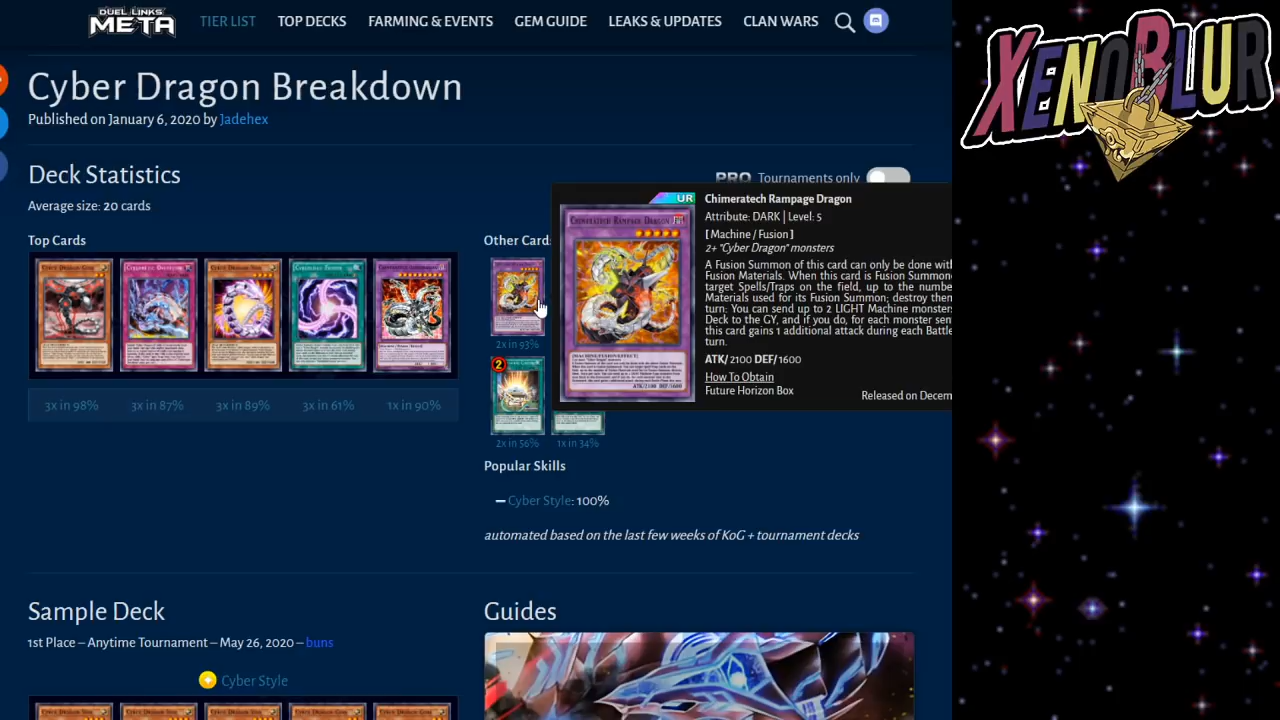 DUEL LINKS
META
TIER LIST
TOP DECKS
FARMING & EVENTS
GEM GUIDE
LEAKS & UPDATES
CLAN WARS
XENOBLUR
Cyber Dragon Breakdown
Published on January 6, 2020 by Jadehex
Deck Statistics
PRO Tournaments only
Average size: 20 cards
Top Cards
3x in 98%
3x in 87%
3x in 89%
3x in 61%
1x in 90%
Other Cards
2x in 93%
2
2x in 56%
1x in 34%
UR
Chimeratech Rampage Dragon
Chimeratech Rampage Dragon
Attribute: DARK | Level: 5
[ Machine / Fusion ]
2+ "Cyber Dragon" monsters
A Fusion Summon of this card can only be done with
Fusion Materials. When this card is Fusion Summon
target Spells/Traps on the field, up to the number
Materials used for its Fusion Summon; destroy them
turn: You can send up to 2 LIGHT Machine monsters
Deck to the GY, and if you do, for each monster sen
this card gains 1 additional attack during each Battle
turn.
ATK/ 2100 DEF/1600
How To Obtain
Future Horizon Box
Released on Decem
Popular Skills
— Cyber Style: 100%
automated based on the last few weeks of KoG + tournament decks
Sample Deck
1st Place – Anytime Tournament – May 26, 2020 – buns
Cyber Style
Guides